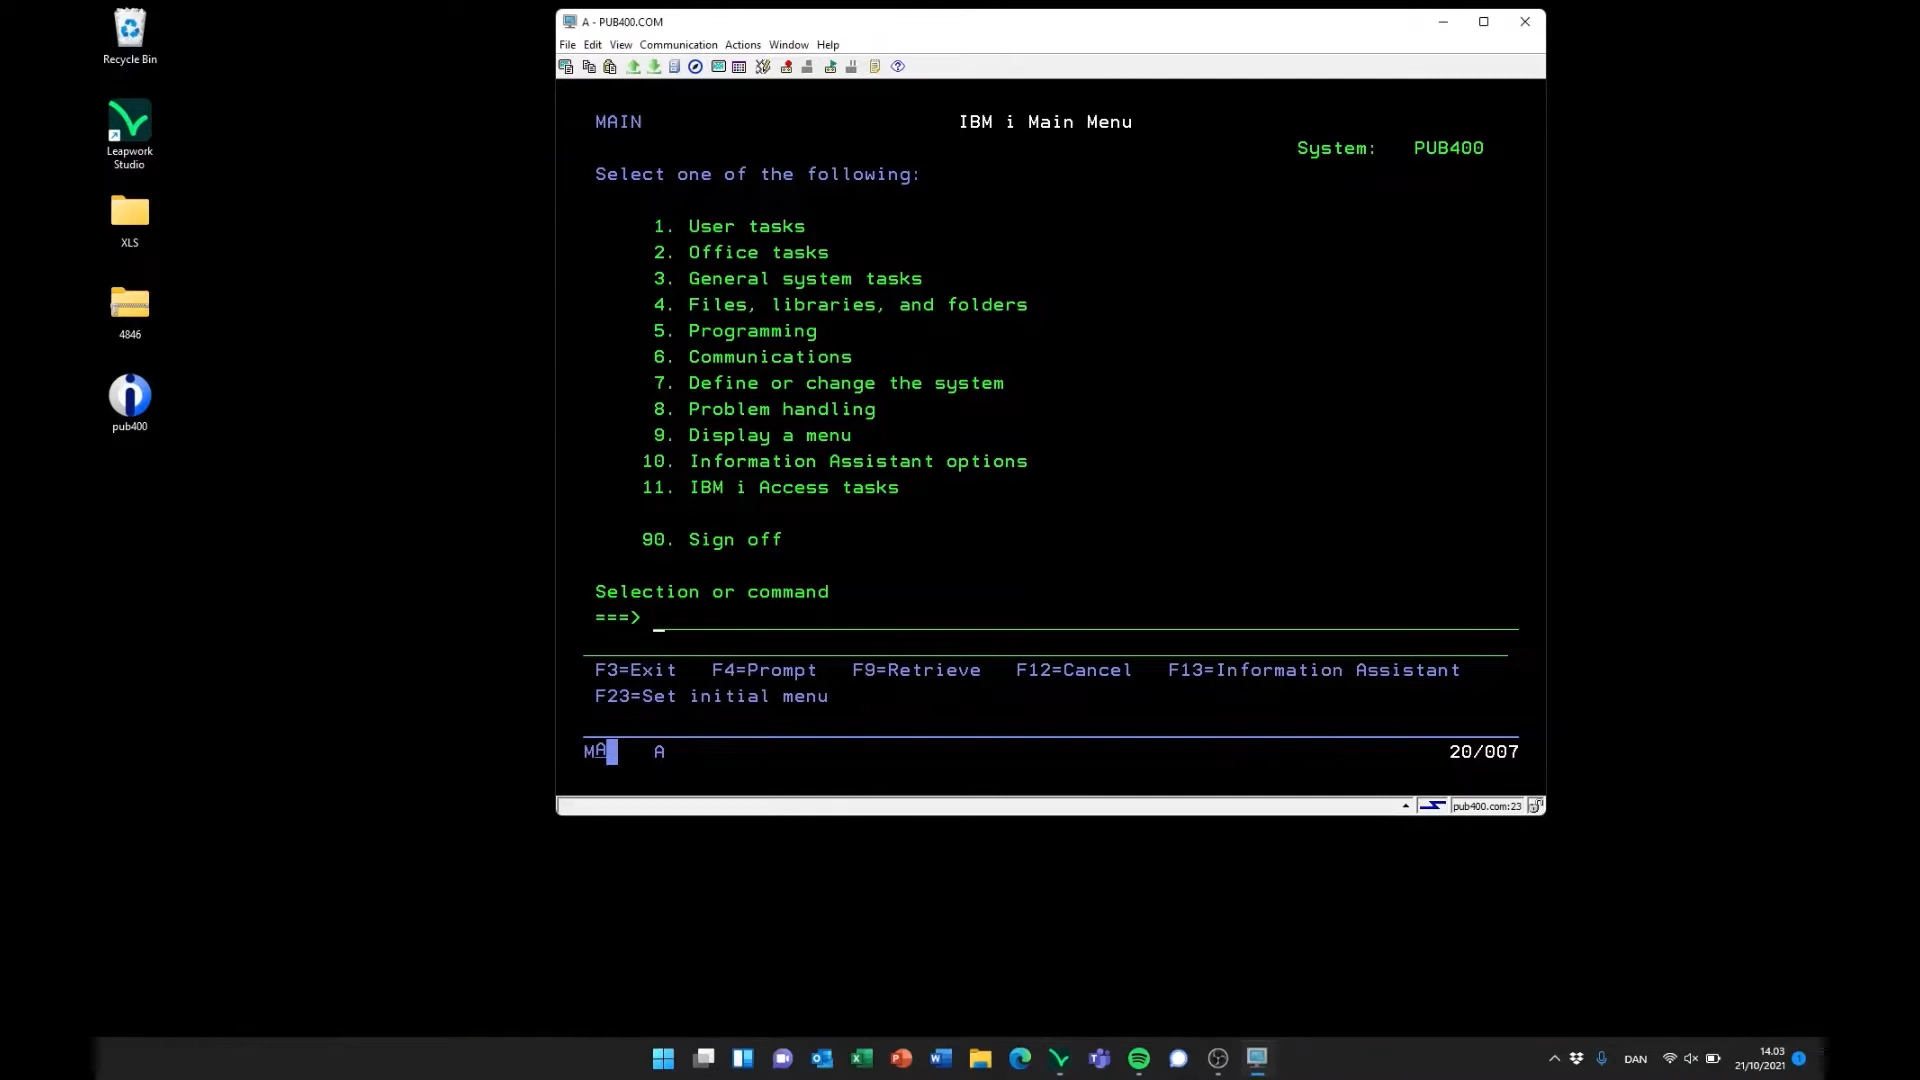 Recycle Bin
Leapwork
Studio
XLS
4846
pub400
A - PUB400.COM
File Edit View Communication Actions Window Help
MAIN IBM i Main Menu
System: PUB400
Select one of the following:
1. User tasks
2. Office tasks
3. General system tasks
4. Files, libraries, and folders
5. Programming
6. Communications
7. Define or change the system
8. Problem handling
9. Display a menu
10. Information Assistant options
11. IBM i Access tasks
90. Sign off
Selection or command
===>
F3=Exit F4=Prompt F9=Retrieve F12=Cancel F13=Information Assistant
F23=Set initial menu
MA A 20/007
pub400.com:23
DAN
14.03
21/10/2021
1